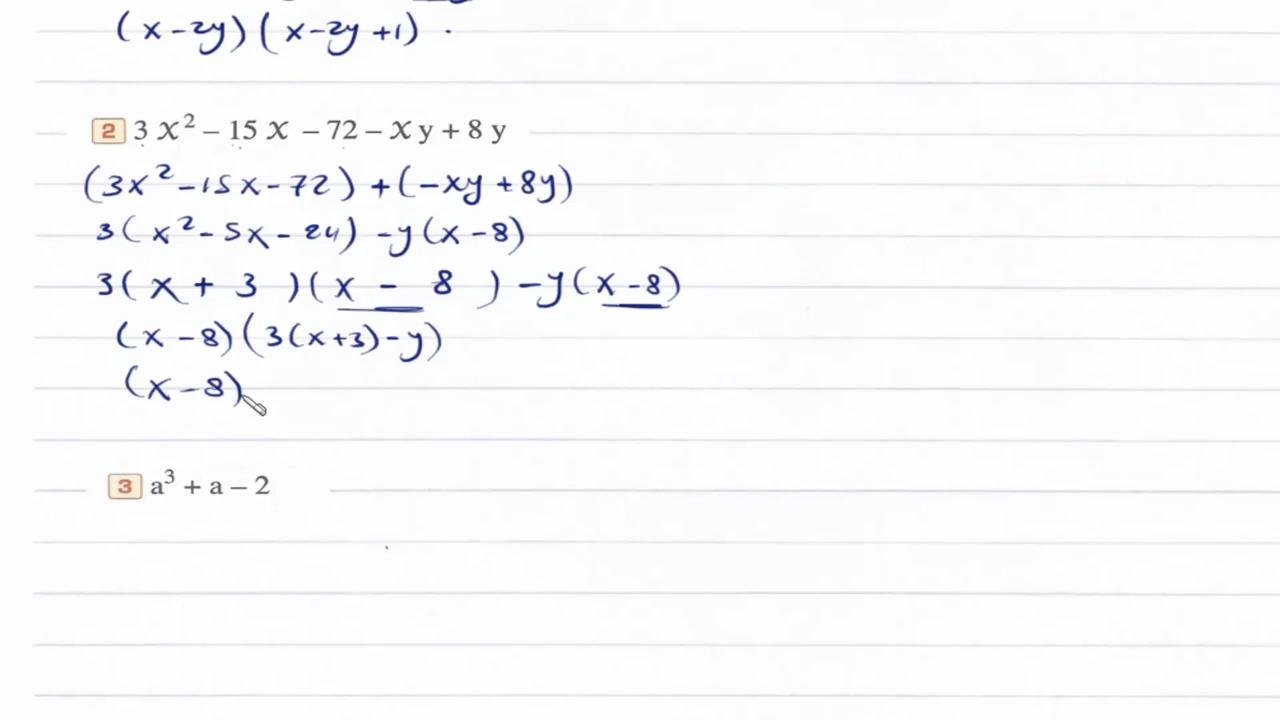 (x-2y)(x-2y+1).
2 3x² – 15x – 72 – xy + 8y
(3x²-15x-72)+(-xy+8y)
3(x²-5x-24)-y(x-8)
3(x+3)(x-8)-y(x-8)
(x-8)(3(x+3)-y)
(x-8)
3 a³ + a – 2